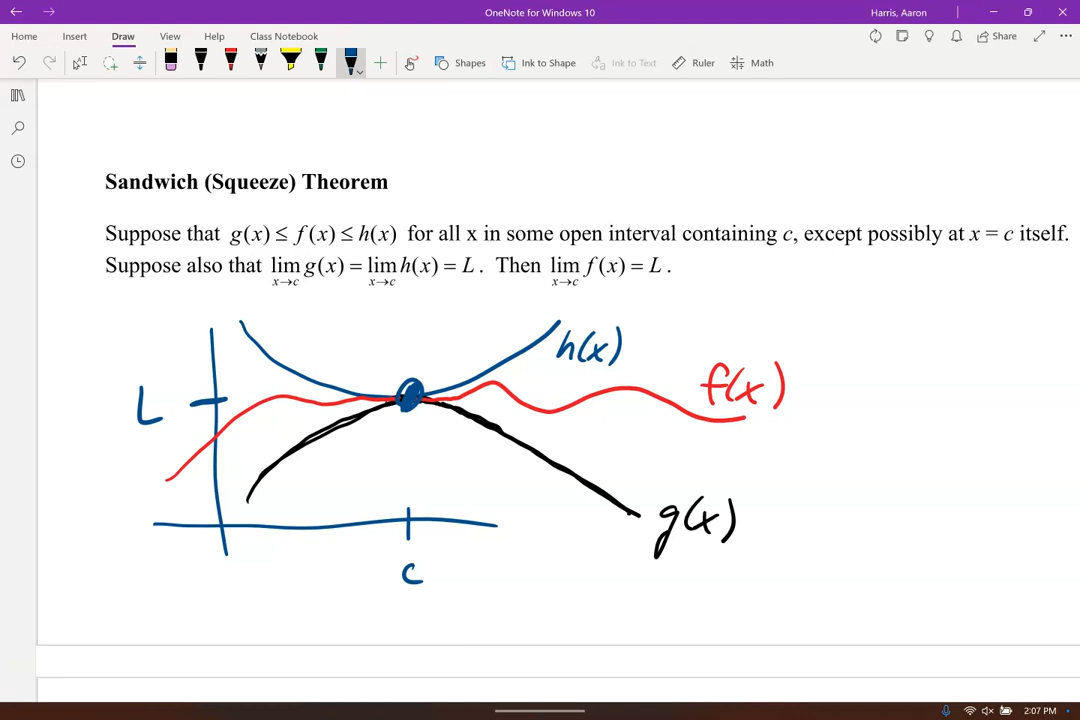 OneNote for Windows 10
Harris, Aaron
Home Insert Draw View Help Class Notebook
Share
Shapes Ink to Shape Ink to Text Ruler Math
Sandwich (Squeeze) Theorem
Suppose that g(x) ≤ f(x) ≤ h(x) for all x in some open interval containing c, except possibly at x = c itself.
Suppose also that lim x→c g(x) = lim x→c h(x) = L. Then lim x→c f(x) = L.
h(x)
f(x)
L
g(x)
c
2:07 PM